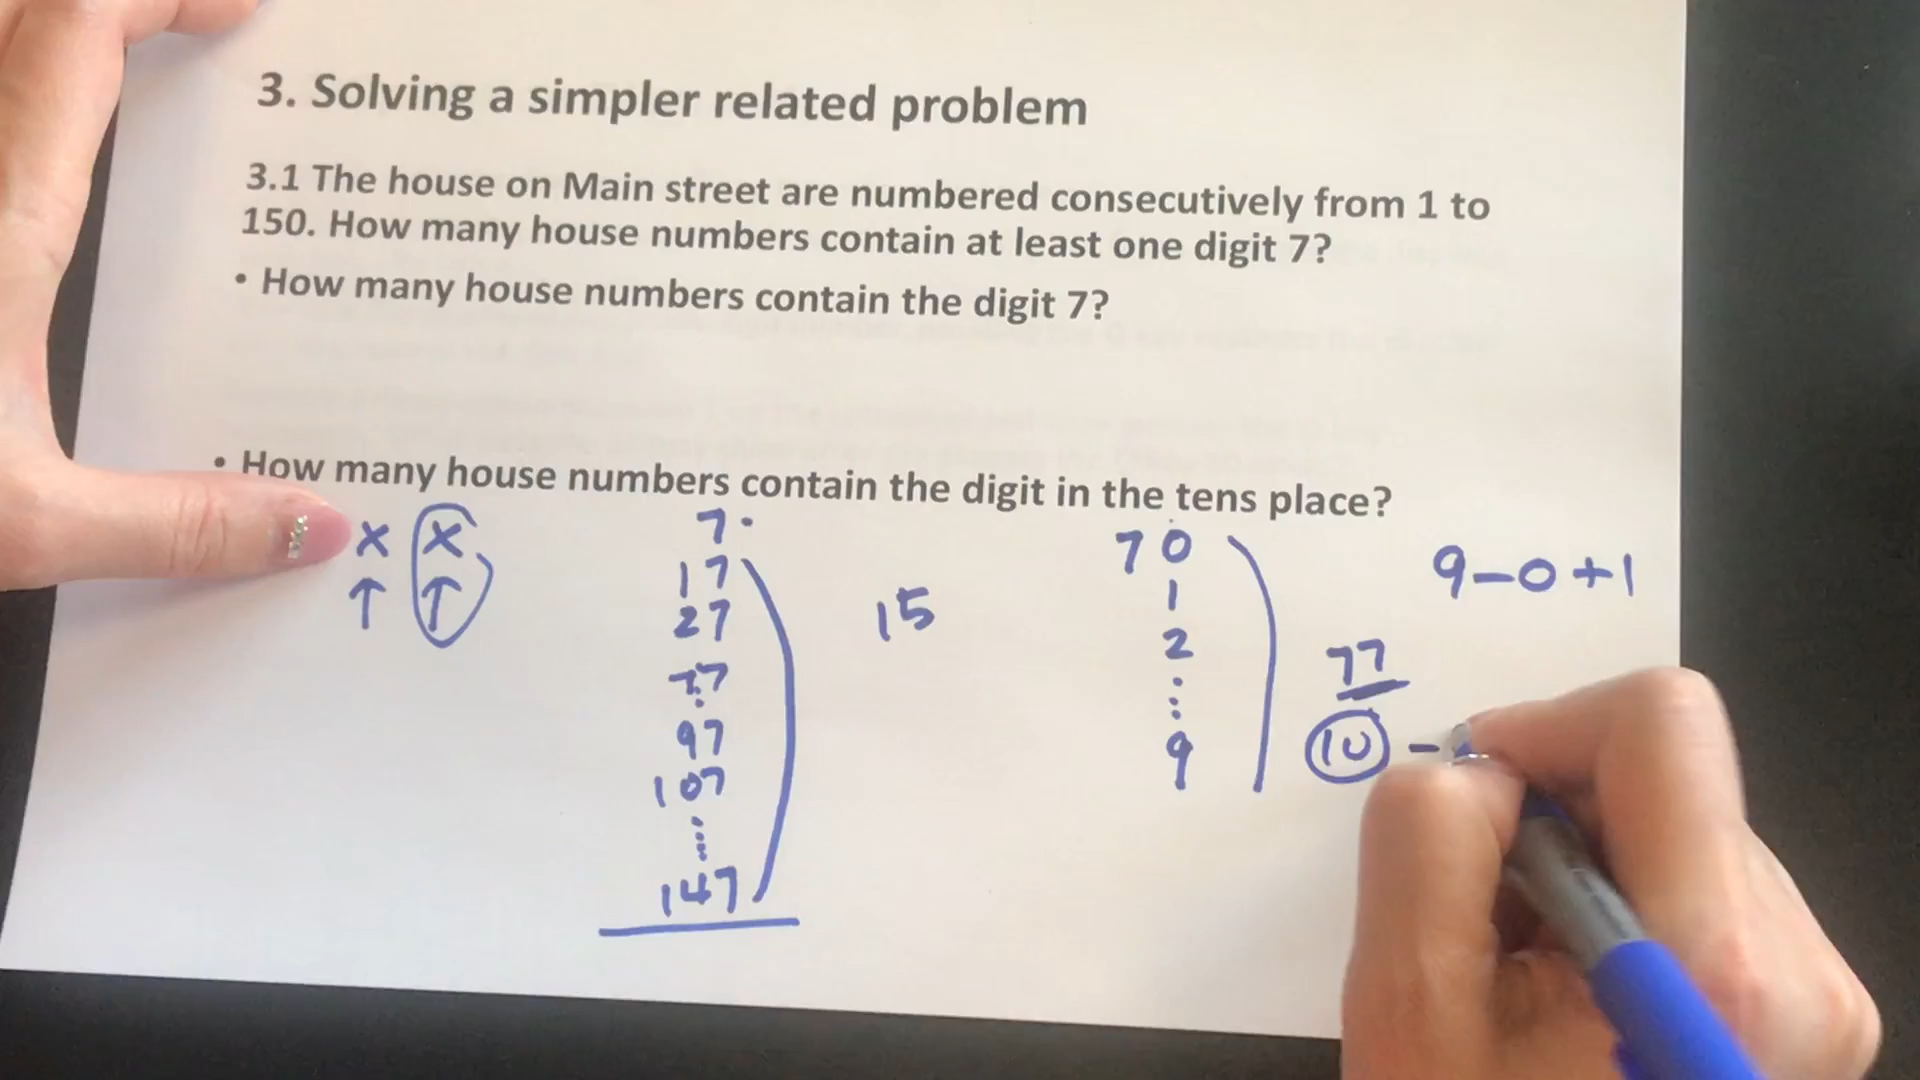 3. Solving a simpler related problem
3.1 The house on Main street are numbered consecutively from 1 to
150. How many house numbers contain at least one digit 7?
• How many house numbers contain the digit 7?
• How many house numbers contain the digit in the tens place?
x x
↑ ↑
7
17
27
77
97
107
147
15
70
1
2
9
9-0+1
77
10 -